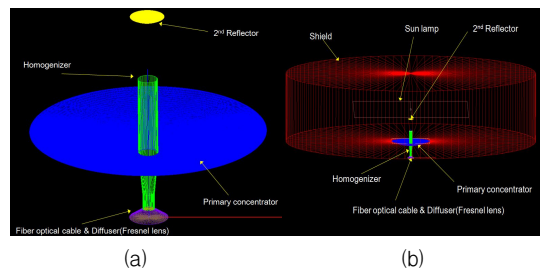 2nd Reflector
Homogenizer
Primary concentrator
Fiber optical cable & Diffuser(Fresnel lens)
(a)
Sun lamp
2nd Reflector
Shield
Homogenizer
Primary concentrator
Fiber optical cable & Diffuser(Fresnel lens)
(b)